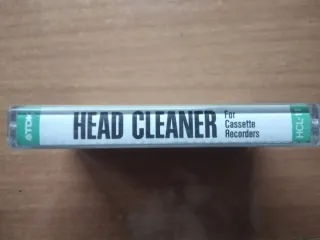 TDK
HEAD CLEANER
For
Cassette
Recorders
HCL-1